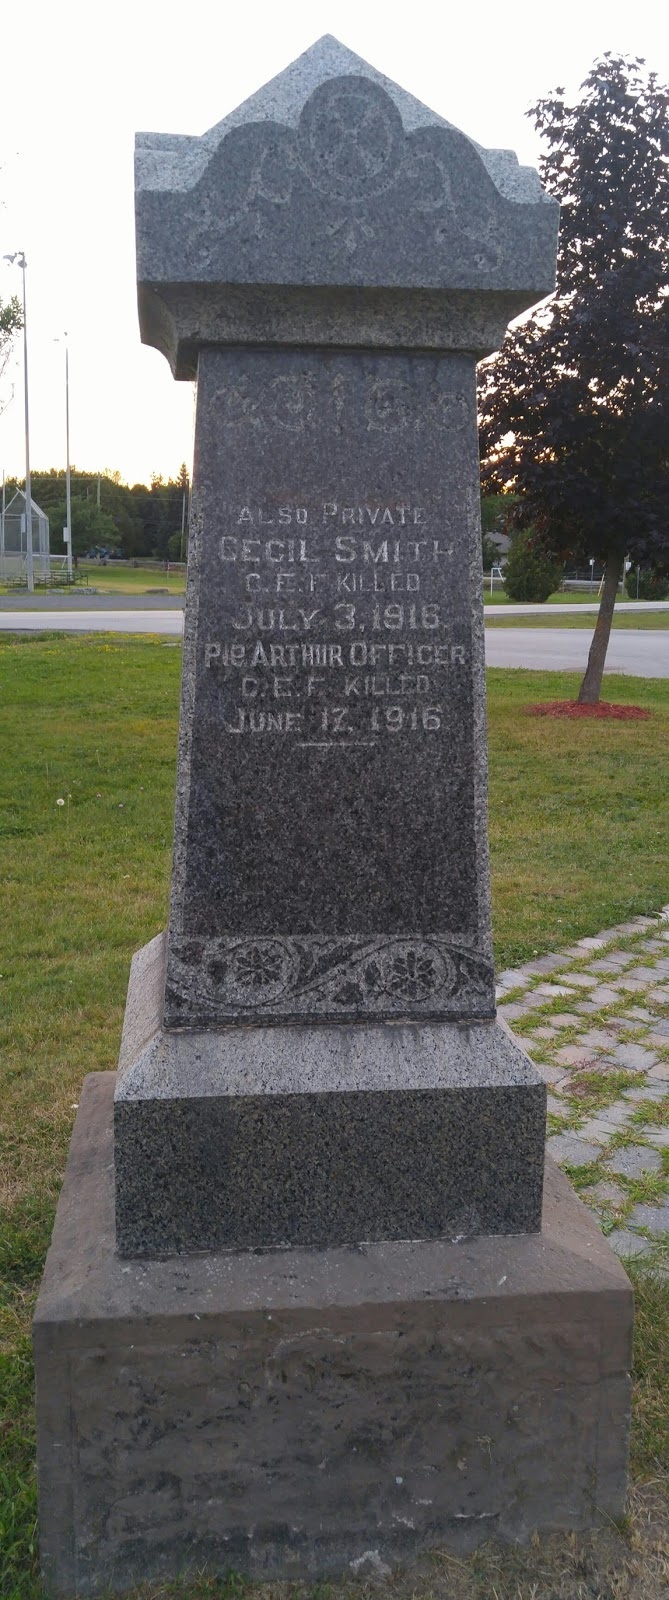 ALSO PRIVATE
CECIL SMITH
C.E.F. KILLED
JULY 3, 1916
PTE ARTHUR OFFICER
C.E.F. KILLED
JUNE 17, 1916